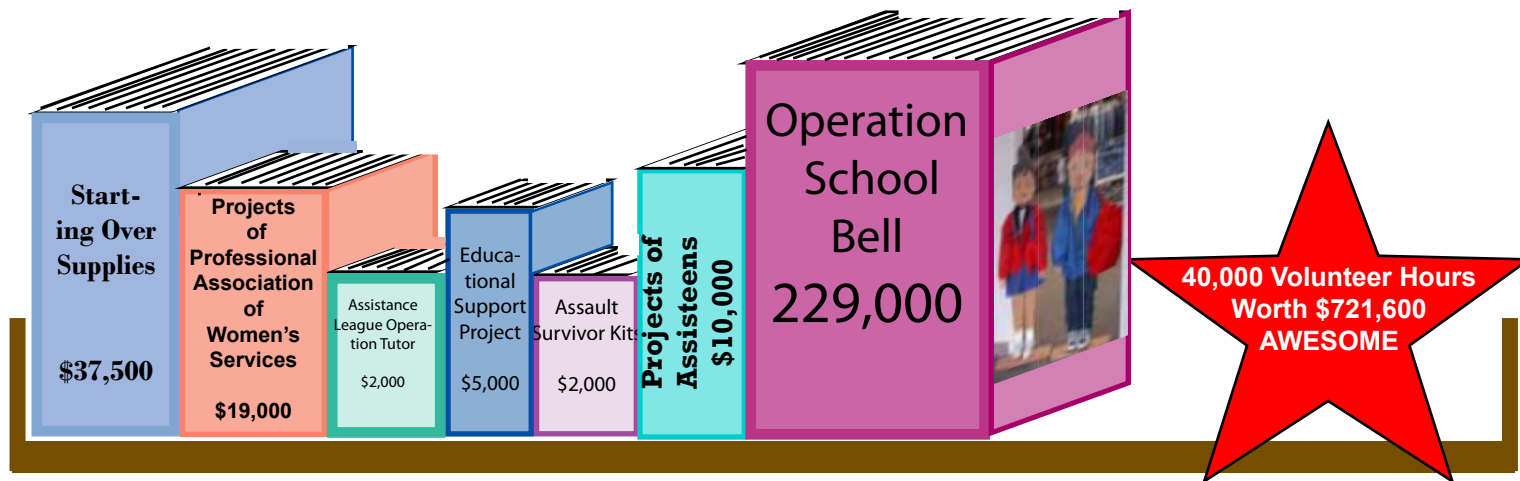 Start-
ing Over
Supplies
$37,500
Projects
of
Professional
Association
of
Women's
Services
$19,000
Assistance
League Opera-
tion Tutor
$2,000
Educa-
tional
Support
Project
$5,000
Assault
Survivor Kits
$2,000
Projects of
Assisteens
$10,000
Operation
School
Bell
229,000
40,000 Volunteer Hours
Worth $721,600
AWESOME